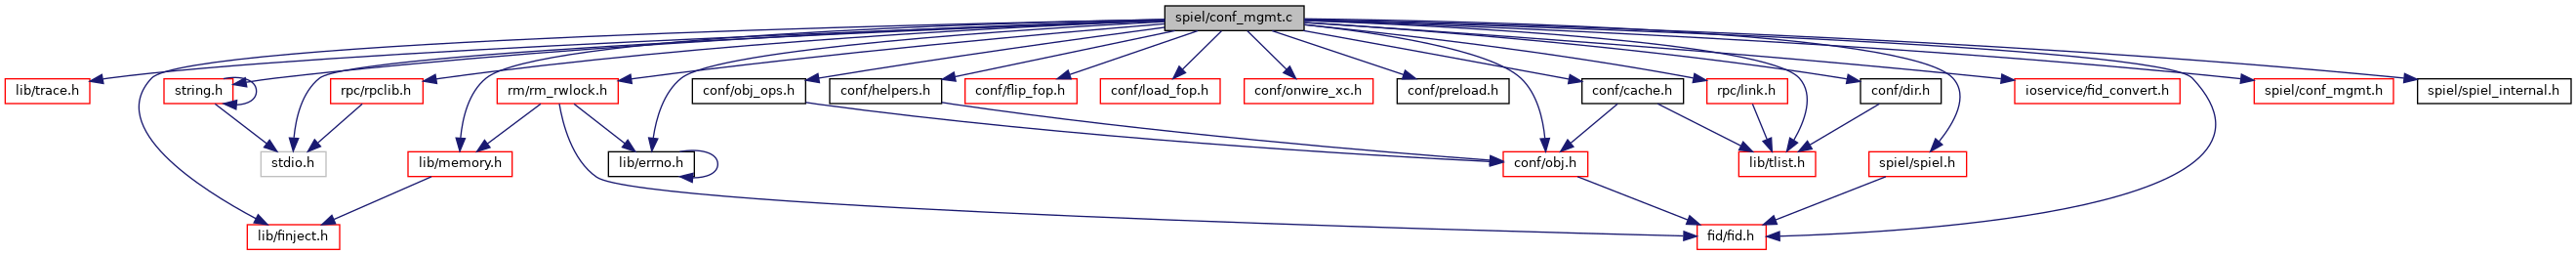 spiel/conf_mgmt.c
lib/trace.h
string.h
rpc/rpclib.h
rm/rm_rwlock.h
conf/obj_ops.h
conf/helpers.h
conf/flip_fop.h
conf/load_fop.h
conf/onwire_xc.h
conf/preload.h
conf/cache.h
rpc/link.h
conf/dir.h
ioservice/fid_convert.h
spiel/conf_mgmt.h
spiel/spiel_internal.h
stdio.h
lib/memory.h
lib/errno.h
conf/obj.h
lib/tlist.h
spiel/spiel.h
lib/finject.h
fid/fid.h